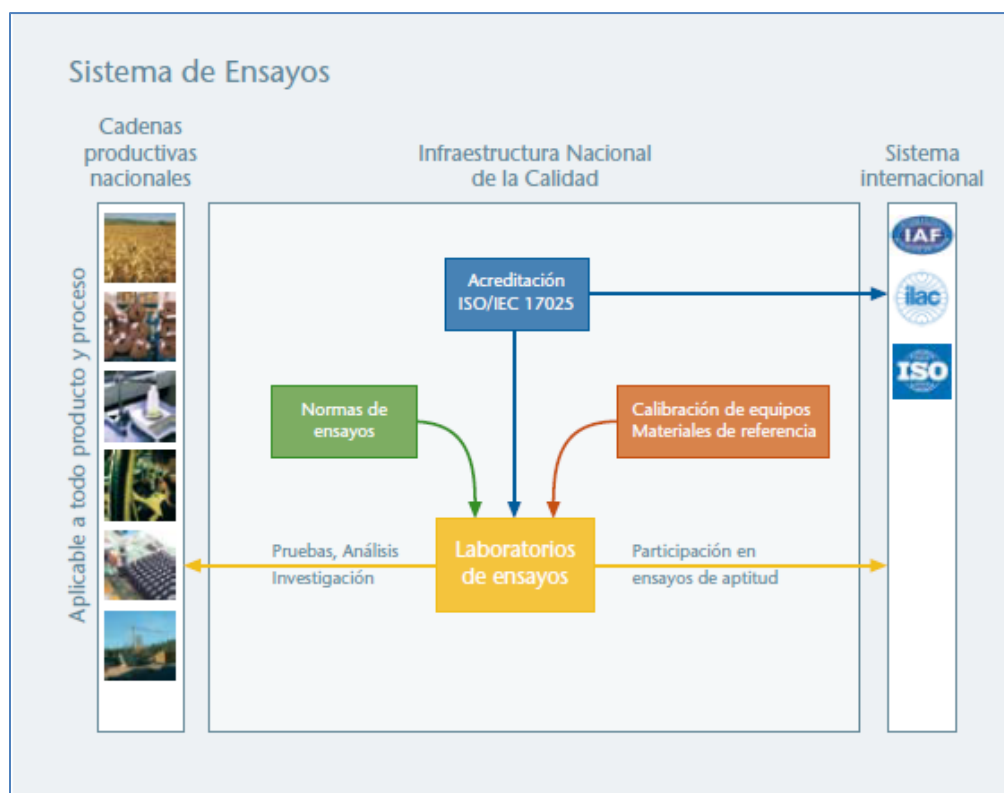 Sistema de Ensayos
Cadenas
productivas
nacionales
Infraestructura Nacional
de la Calidad
Sistema
internacional
Aplicable a todo producto y proceso
IAF
Acreditación
ISO/IEC 17025
ilac
ISO
Normas de
ensayos
Calibración de equipos
Materiales de referencia
Pruebas, Análisis
Investigación
Laboratorios
de ensayos
Participación en
ensayos de aptitud